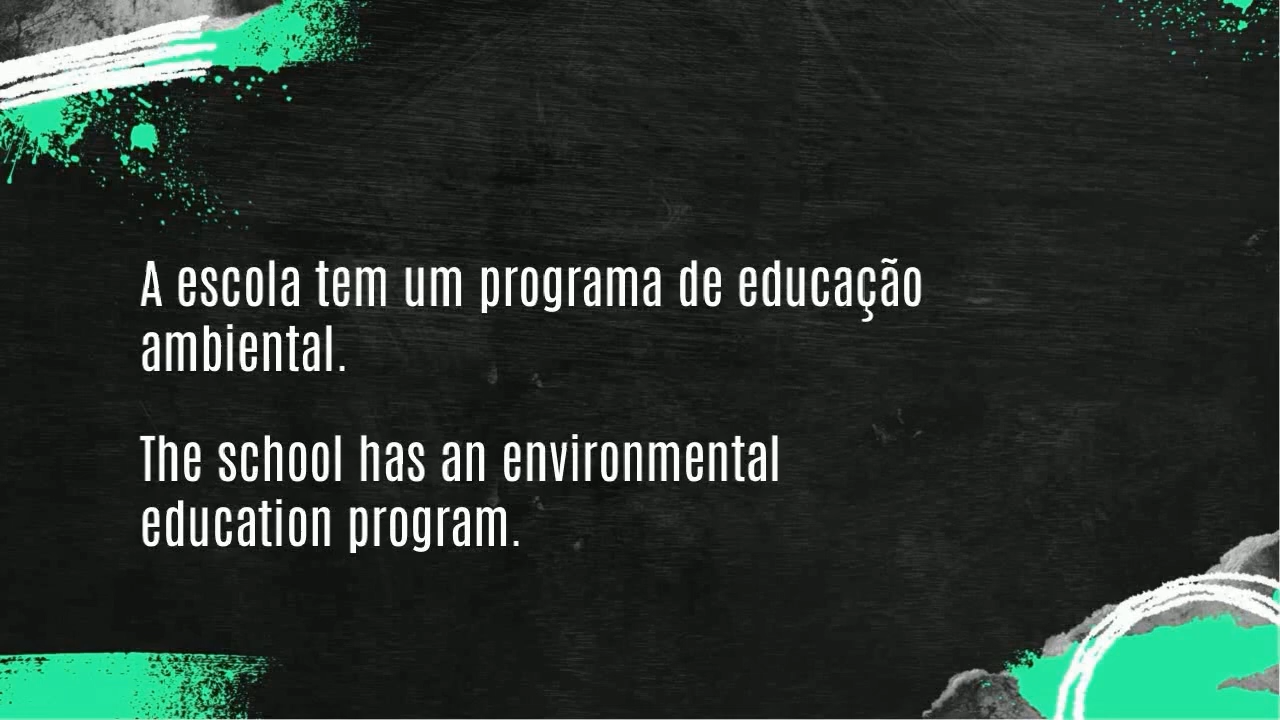 A escola tem um programa de educação
ambiental.
The school has an environmental
education program.